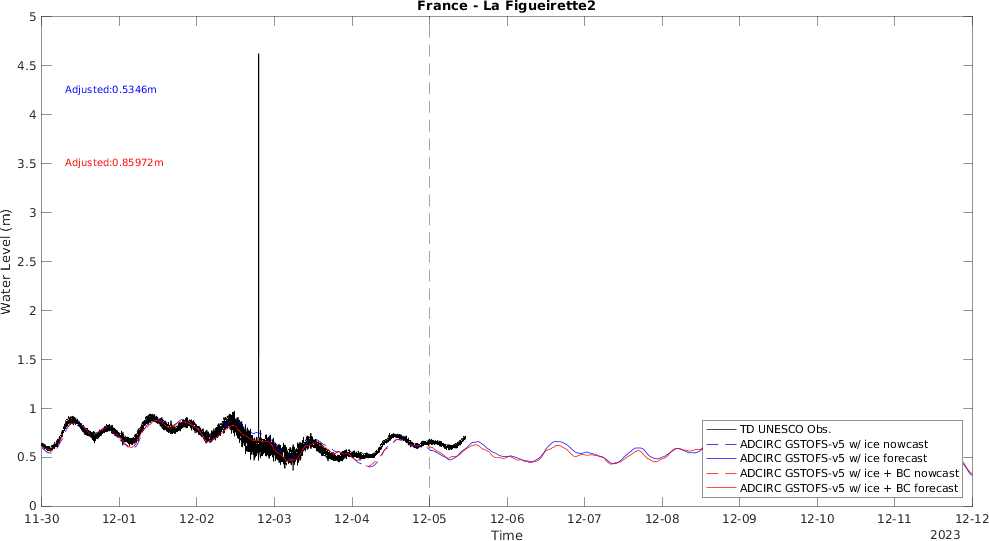 France - La Figueirette2
5
4.5
4
3.5
3
2.5
2
1.5
1
0.5
0
Water Level (m)
Adjusted:0.5346m
Adjusted:0.85972m
TD UNESCO Obs.
ADCIRC GSTOFS-v5 w/ ice nowcast
ADCIRC GSTOFS-v5 w/ ice forecast
ADCIRC GSTOFS-v5 w/ ice + BC nowcast
ADCIRC GSTOFS-v5 w/ ice + BC forecast
11-30 12-01 12-02 12-03 12-04 12-05 12-06 12-07 12-08 12-09 12-10 12-11 12-12
Time
2023